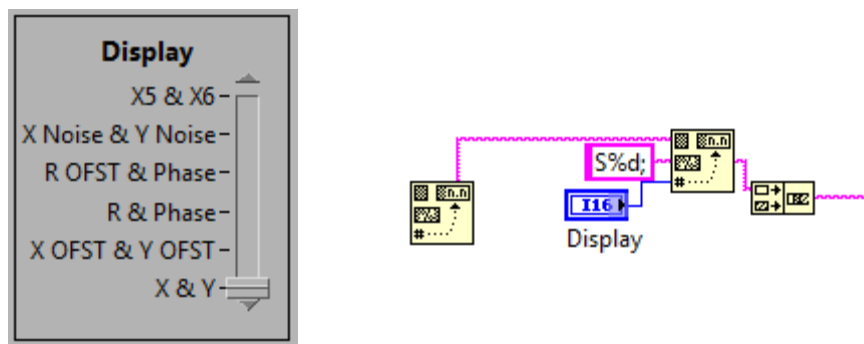 Display
X5 & X6
X Noise & Y Noise
R OFST & Phase
R & Phase
X OFST & Y OFST
X & Y
n.n
S%d;
#
I16
n.n
#
Display